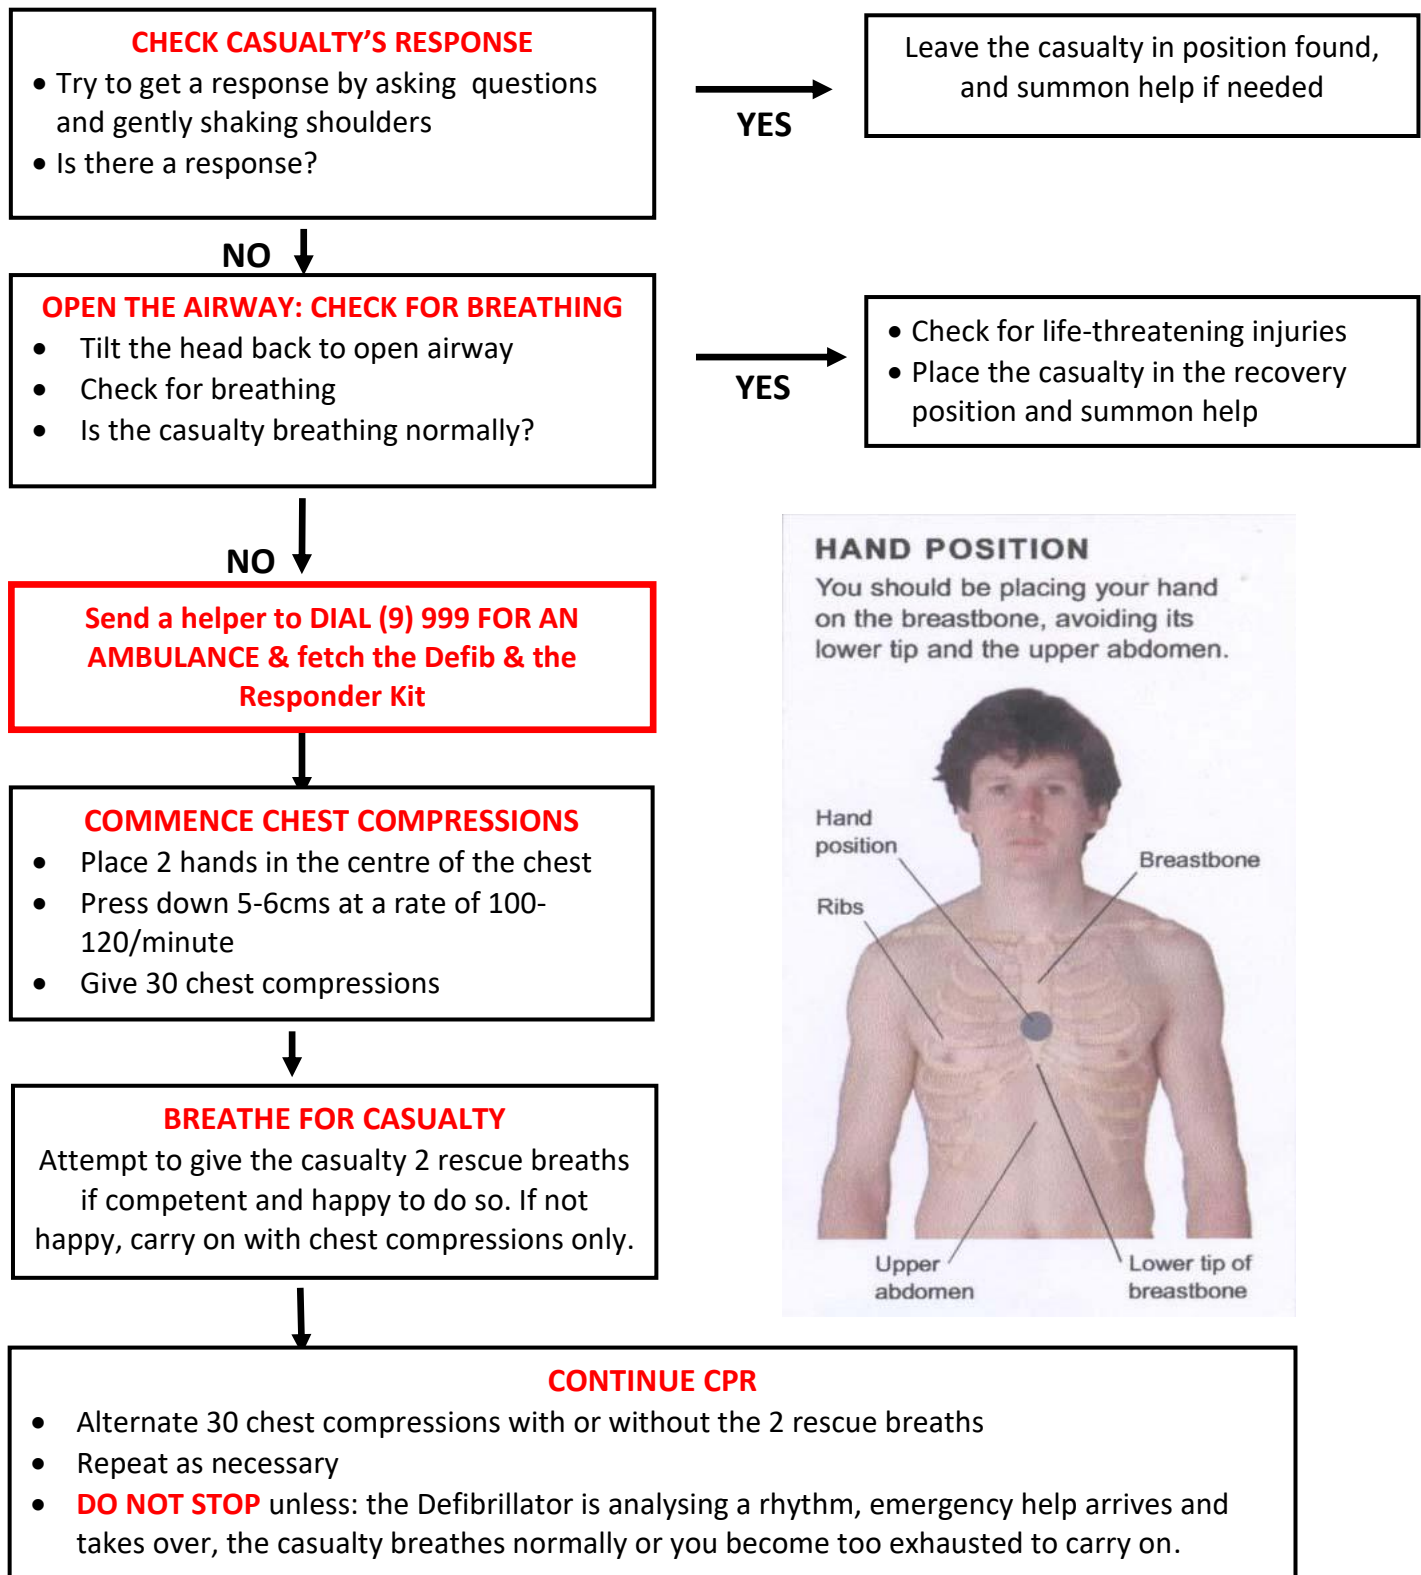 CHECK CASUALTY’S RESPONSE
• Try to get a response by asking questions
and gently shaking shoulders
• Is there a response?
YES
Leave the casualty in position found,
and summon help if needed
NO
OPEN THE AIRWAY: CHECK FOR BREATHING
• Tilt the head back to open airway
• Check for breathing
• Is the casualty breathing normally?
YES
• Check for life-threatening injuries
• Place the casualty in the recovery
position and summon help
NO
Send a helper to DIAL (9) 999 FOR AN
AMBULANCE & fetch the Defib & the
Responder Kit
COMMENCE CHEST COMPRESSIONS
• Place 2 hands in the centre of the chest
• Press down 5-6cms at a rate of 100-
120/minute
• Give 30 chest compressions
BREATHE FOR CASUALTY
Attempt to give the casualty 2 rescue breaths
if competent and happy to do so. If not
happy, carry on with chest compressions only.
HAND POSITION
You should be placing your hand
on the breastbone, avoiding its
lower tip and the upper abdomen.
Hand
position
Breastbone
Ribs
Upper
abdomen
Lower tip of
breastbone
CONTINUE CPR
• Alternate 30 chest compressions with or without the 2 rescue breaths
• Repeat as necessary
• DO NOT STOP unless: the Defibrillator is analysing a rhythm, emergency help arrives and
takes over, the casualty breathes normally or you become too exhausted to carry on.